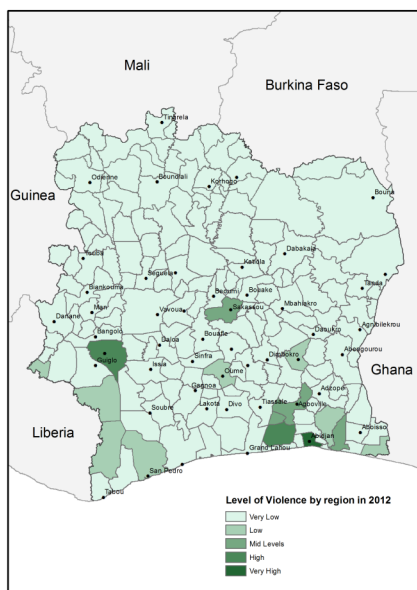 Mali
Burkina Faso
Tingrela
Guinea
Odienne
Boundiali
Korhogo
Bouna
Dabakala
Touba
Katiola
Seguela
Tanda
Biankouma
Beoumi
Bouake
Man
Vavoua
Sakassou
Mbahiakro
Danane
Agnibilekrou
Bangolo
Daloa
Bouafle
Daoukro
Guiglo
Issia
Sinfra
Dimbokro
Abengourou
Oume
Ghana
Gagnoa
Adzope
Soubre
Lakota
Divo
Tiassale
Agboville
Liberia
Aboisso
Grand Lahou
Abidjan
San Pedro
Tabou
Level of Violence by region in 2012
Very Low
Low
Mid Levels
High
Very High